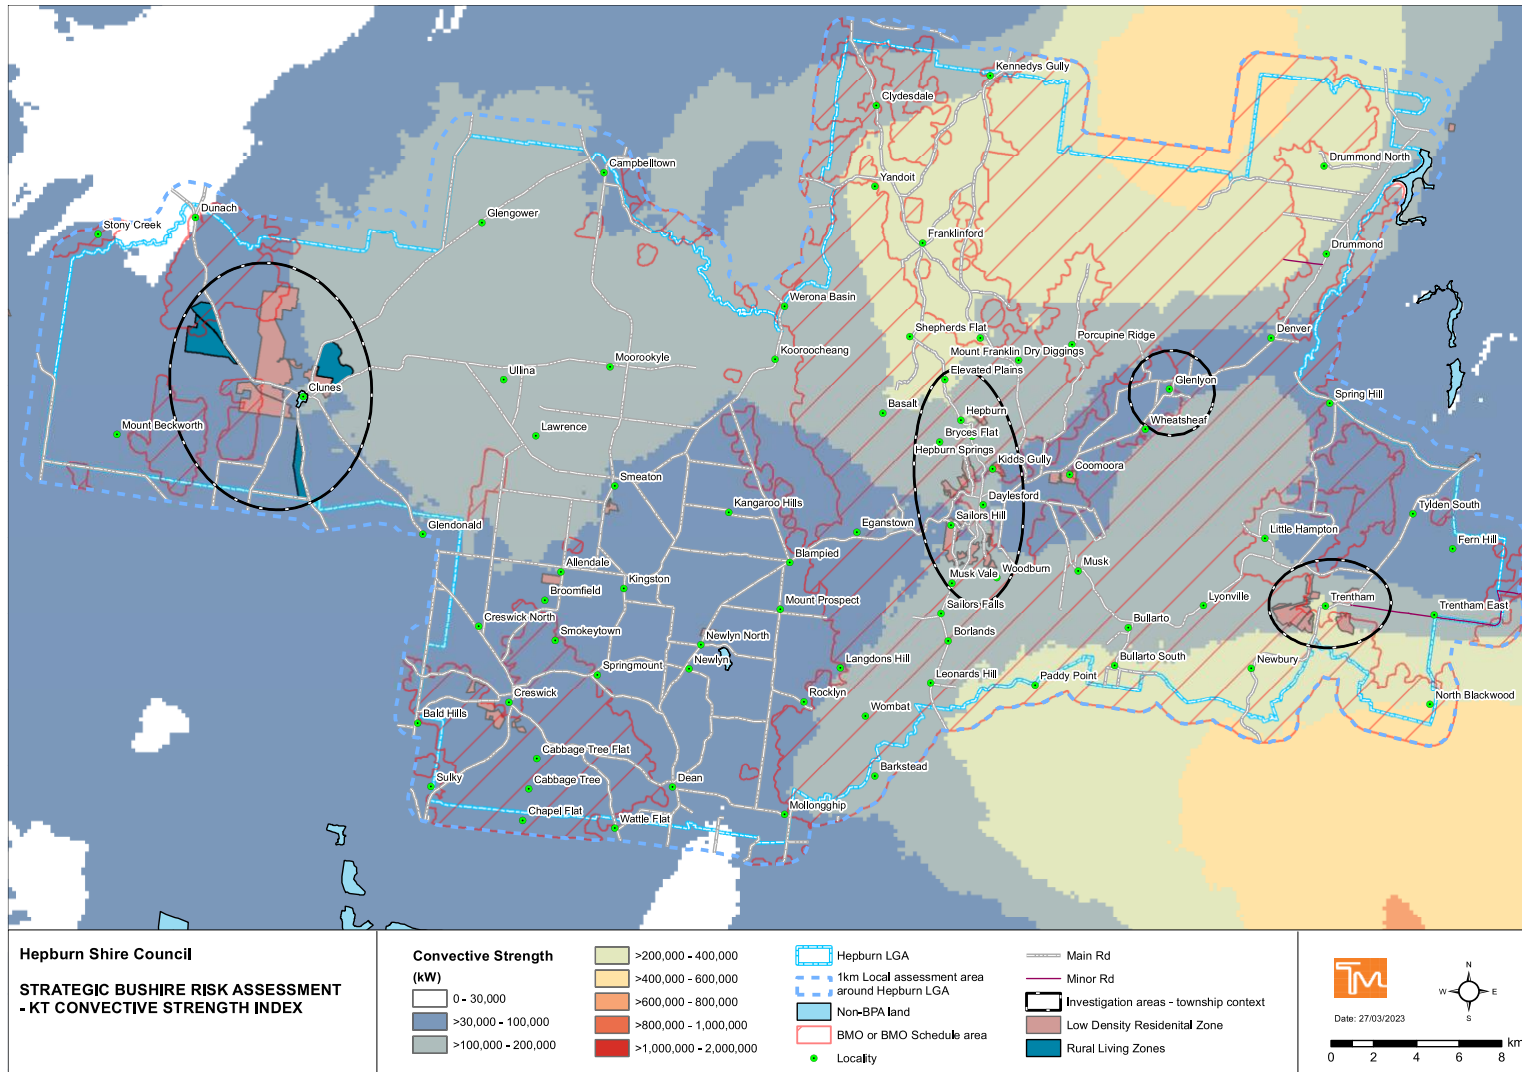 Kennedys Gully
Clydesdale
Campbelltown
Drummond North
Yandoit
Dunach
Glengower
Stony Creek
Franklinford
Drummond
Werona Basin
Shepherds Flat
Porcupine Ridge
Denver
Mount Franklin
Dry Diggings
Kooroocheang
Moorookyle
Ullina
Elevated Plains
Glenlyon
Clunes
Spring Hill
Basalt
Hepburn
Wheatsheaf
Mount Beckworth
Lawrence
Bryces Flat
Hepburn Springs
Kidds Gully
Coomoora
Smeaton
Kangaroo Hills
Daylesford
Tylden South
Eganstown
Sailors Hill
Glendonald
Little Hampton
Fern Hill
Blampied
Allendale
Kingston
Musk Vale
Woodburn
Musk
Broomfield
Mount Prospect
Sailors Falls
Lyonville
Trentham
Trentham East
Creswick North
Smokeytown
Newlyn North
Borlands
Bullarto
Springmount
Newlyn
Langdons Hill
Leonards Hill
Bullarto South
Newbury
Paddy Point
Creswick
Rocklyn
Wombat
North Blackwood
Bald Hills
Cabbage Tree Flat
Barkstead
Sulky
Cabbage Tree
Dean
Chapel Flat
Wattle Flat
Mollongghip
Hepburn Shire Council
STRATEGIC BUSHIRE RISK ASSESSMENT
- KT CONVECTIVE STRENGTH INDEX
Convective Strength
(kW)
0 - 30,000
>30,000 - 100,000
>100,000 - 200,000
>200,000 - 400,000
>400,000 - 600,000
>600,000 - 800,000
>800,000 - 1,000,000
>1,000,000 - 2,000,000
Hepburn LGA
1km Local assessment area
around Hepburn LGA
Non-BPA land
BMO or BMO Schedule area
Locality
Main Rd
Minor Rd
Investigation areas - township context
Low Density Residenital Zone
Rural Living Zones
TM
N
W
E
S
Date: 27/03/2023
km
0 2 4 6 8